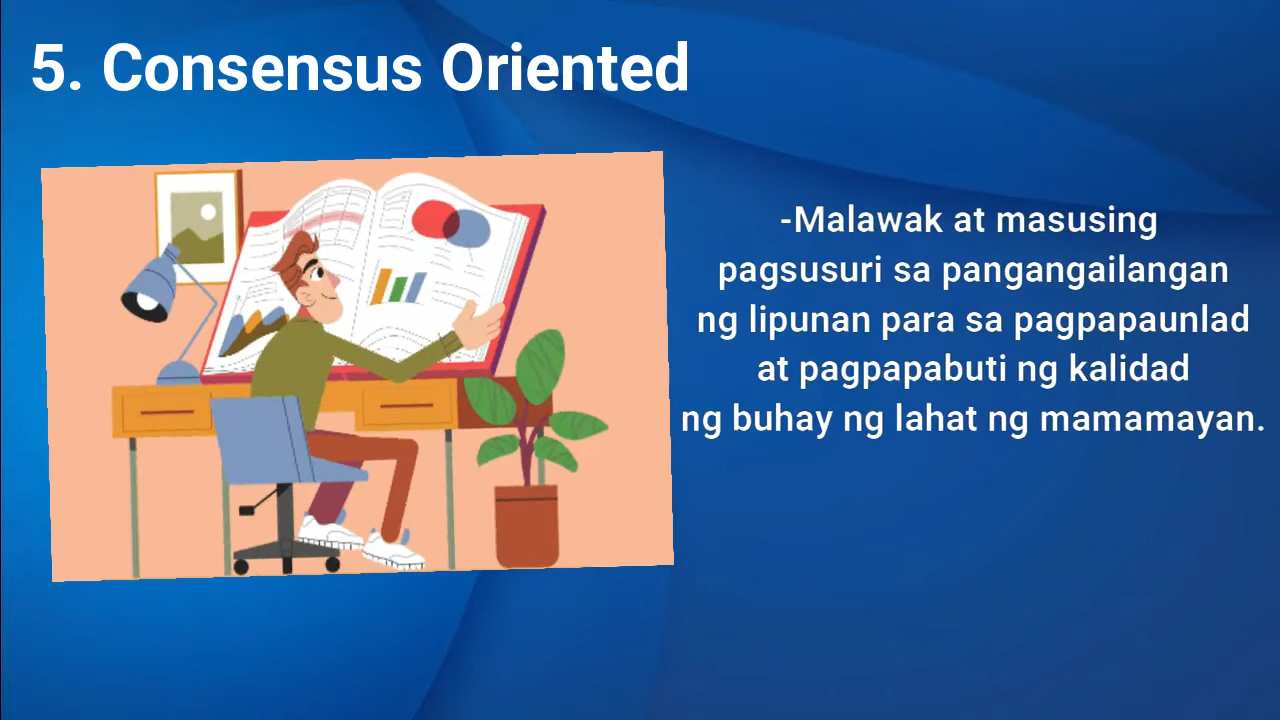 5. Consensus Oriented
-Malawak at masusing
pagsusuri sa pangangailangan
ng lipunan para sa pagpapaunlad
at pagpapabuti ng kalidad
ng buhay ng lahat ng mamamayan.